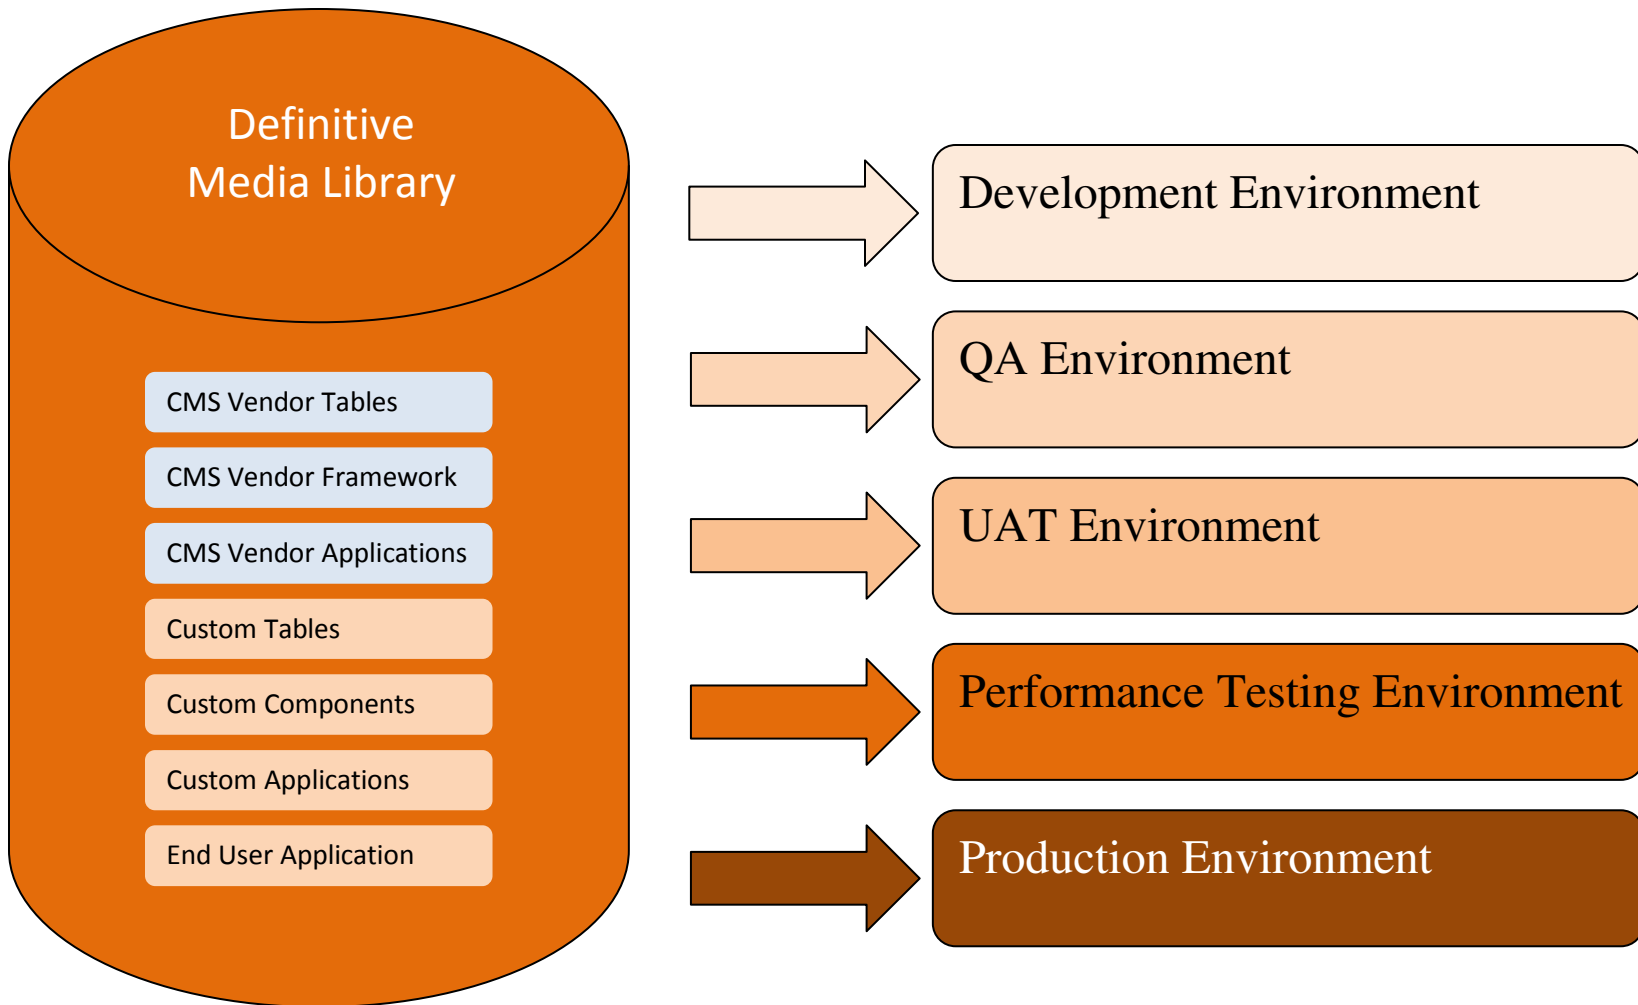 Definitive
Media Library
CMS Vendor Tables
CMS Vendor Framework
CMS Vendor Applications
Custom Tables
Custom Components
Custom Applications
End User Application
Development Environment
QA Environment
UAT Environment
Performance Testing Environment
Production Environment